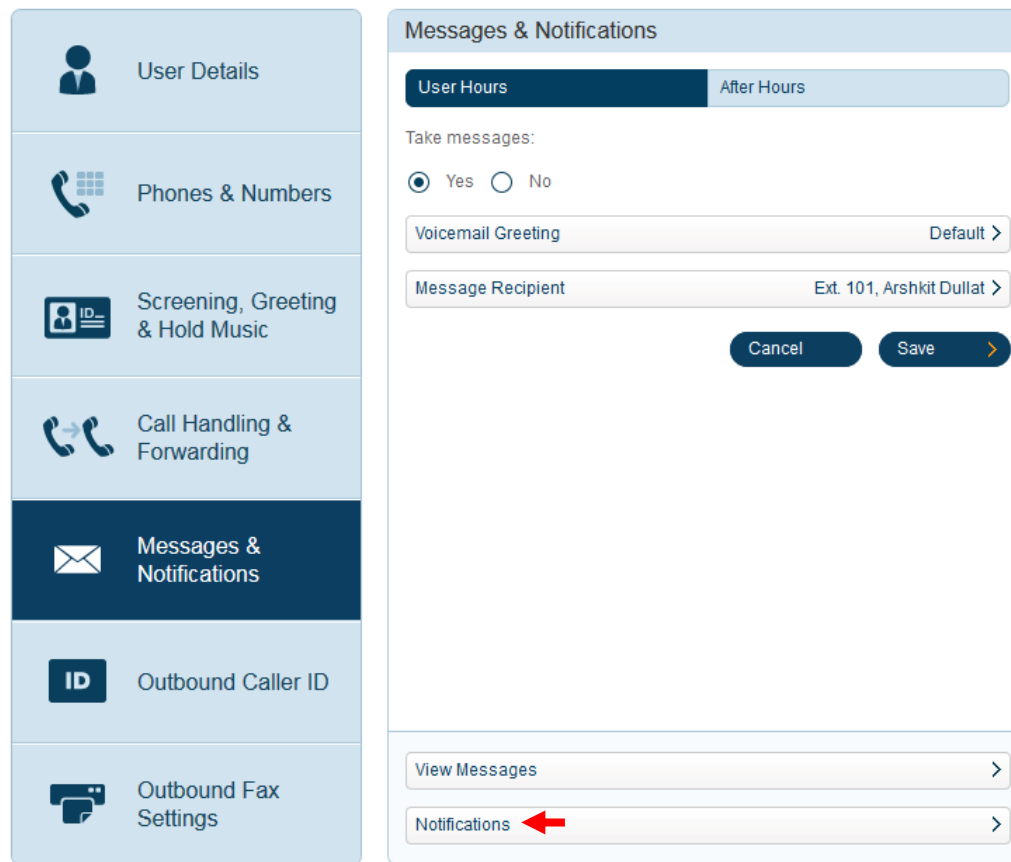 User Details
Phones & Numbers
ID
Screening, Greeting
& Hold Music
Call Handling &
Forwarding
Messages &
Notifications
ID
Outbound Caller ID
Outbound Fax
Settings
Messages & Notifications
User Hours
After Hours
Take messages:
Yes
No
Voicemail Greeting
Default
Message Recipient
Ext. 101, Arshkit Dullat
Cancel
Save
View Messages
Notifications